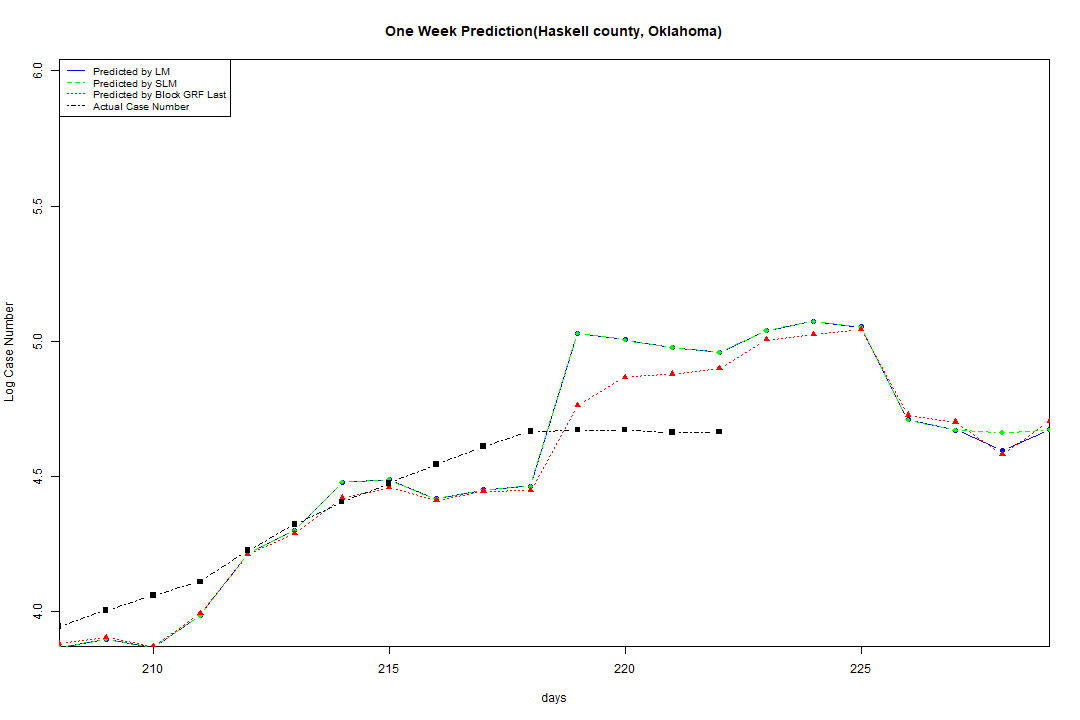 One Week Prediction(Haskell county, Oklahoma)
Predicted by LM
Predicted by SLM
Predicted by Block GRF Last
Actual Case Number
6.0
5.5
5.0
4.5
4.0
Log Case Number
210 215 220 225
days